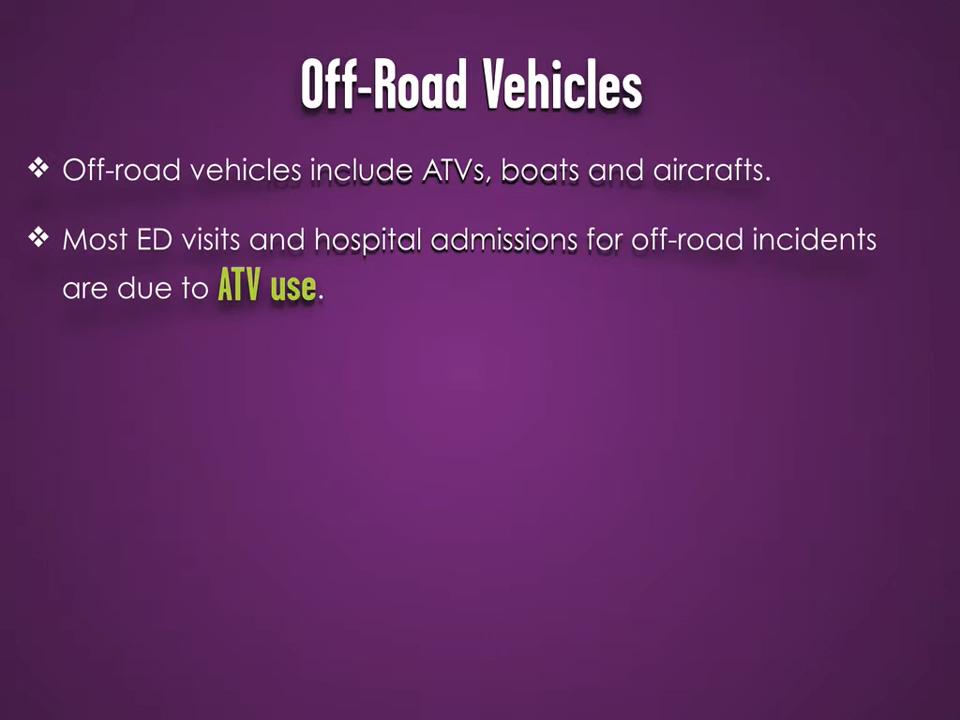 Off-Road Vehicles
❖ Off-road vehicles include ATVs, boats and aircrafts.
❖ Most ED visits and hospital admissions for off-road incidents
are due to ATV use.